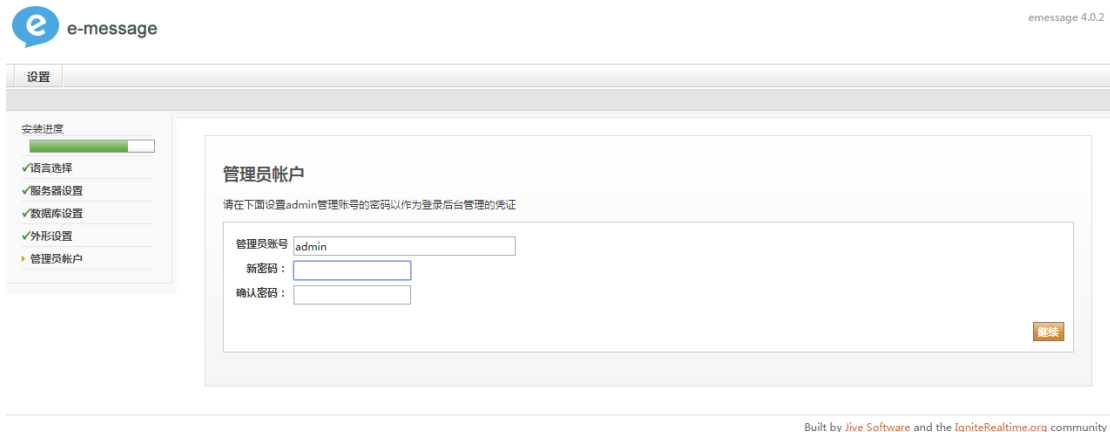 e-message
emessage 4.0.2
设置
安装进度
语言选择
服务器设置
数据库设置
外形设置
管理员帐户
管理员帐户
请在下面设置admin管理账号的密码以作为登录后台管理的凭证
管理员账号 admin
新密码：
确认密码：
继续
Built by Jive Software and the IgniteRealtime.org community